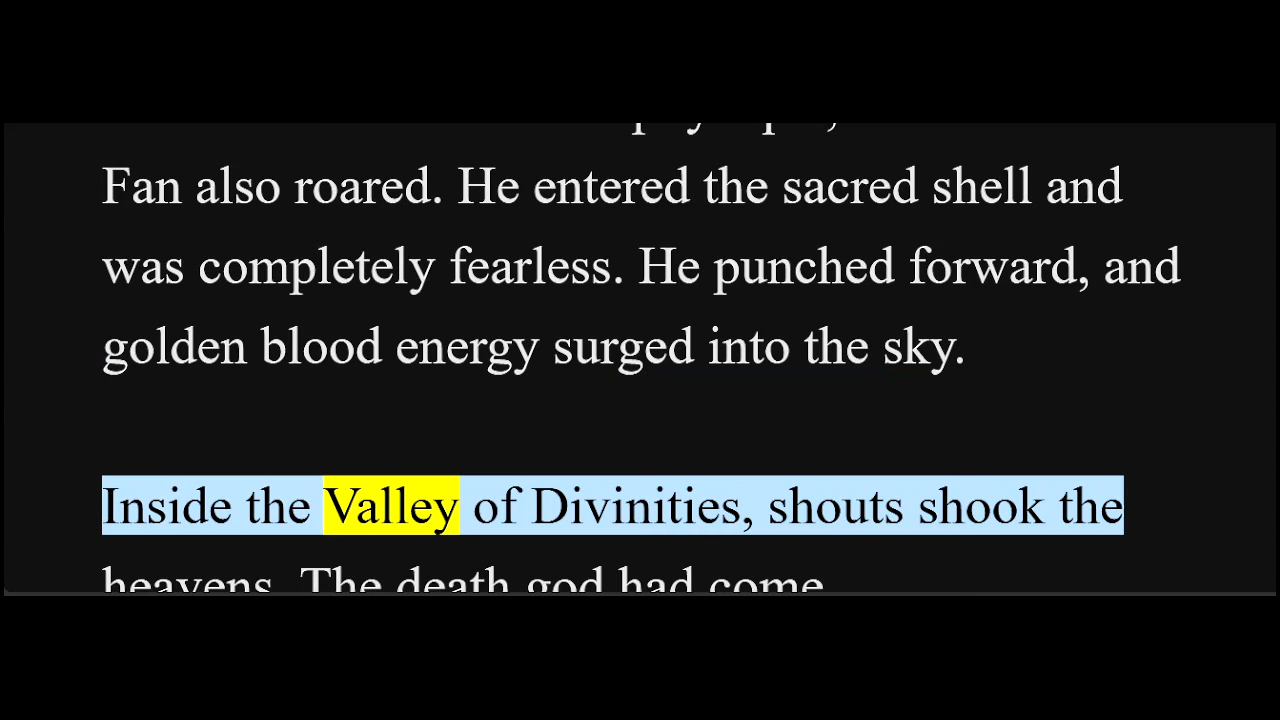 Fan also roared. He entered the sacred shell and
was completely fearless. He punched forward, and
golden blood energy surged into the sky.
Inside the Valley of Divinities, shouts shook the
heavens. The death god had come